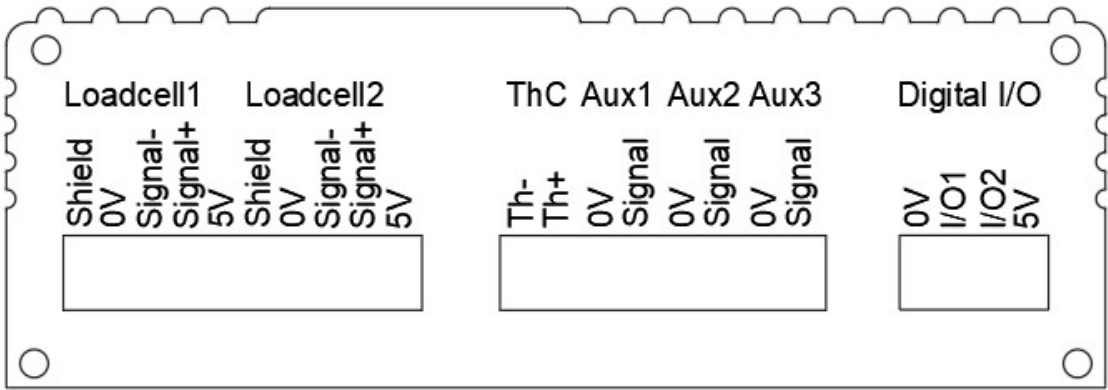 Loadcell1 Loadcell2 ThC Aux1 Aux2 Aux3 Digital I/O
Shield 0V Signal- Signal+ 5V Shield 0V Signal- Signal+ 5V Th- Th+ 0V Signal 0V Signal 0V Signal 0V I/O1 I/O2 5V